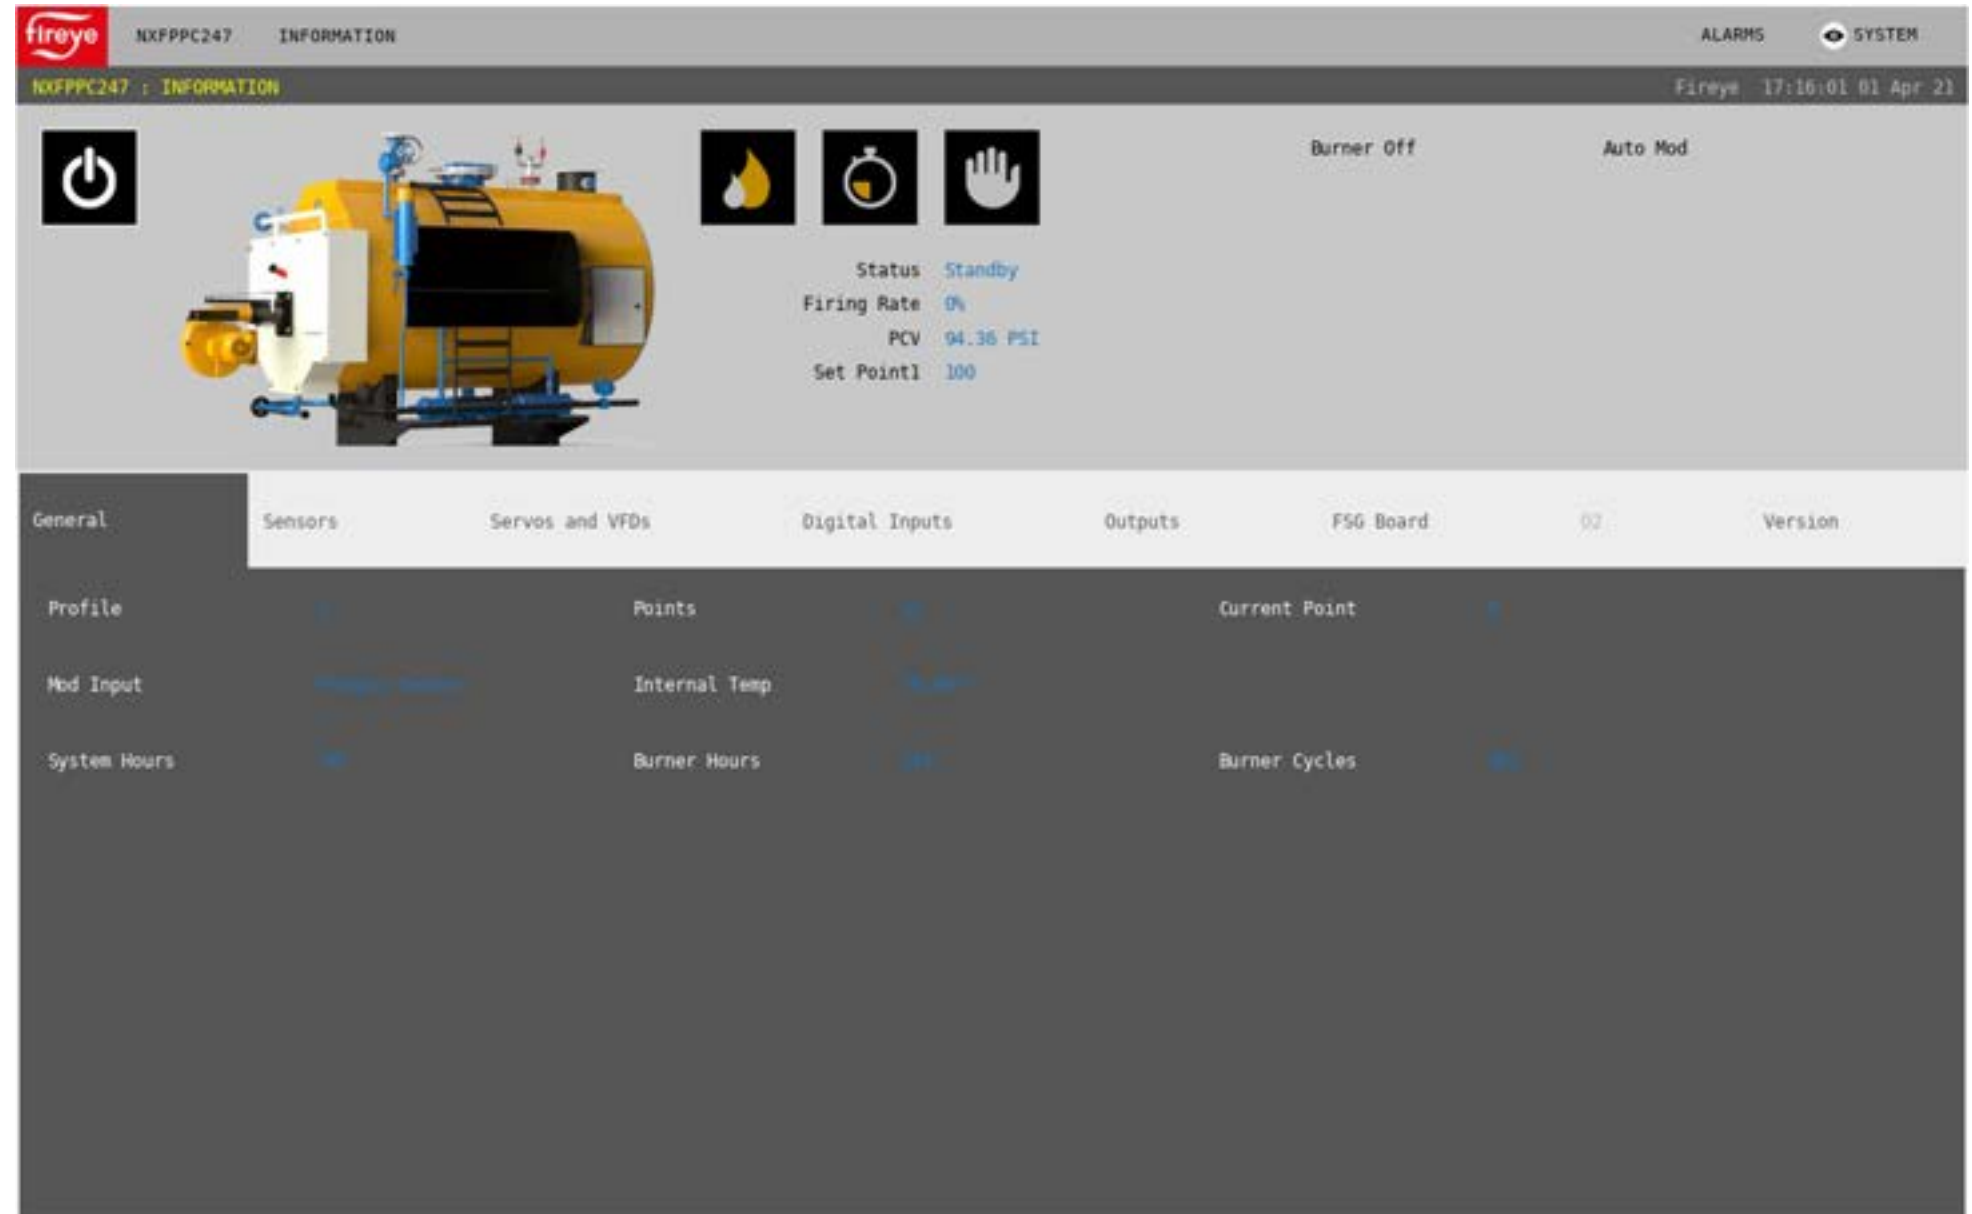 fireye NXFPPC247 INFORMATION ALARMS SYSTEM
NXFPPC247 : INFORMATION Fireye 17:16:01 01 Apr 21
Burner Off Auto Mod
Status Standby
Firing Rate 0%
PCV 94.36 PSI
Set Point1 100
General Sensors Servos and VFDs Digital Inputs Outputs FSG Board O2 Version
Profile Points Current Point
Mod Input Internal Temp
System Hours Burner Hours Burner Cycles